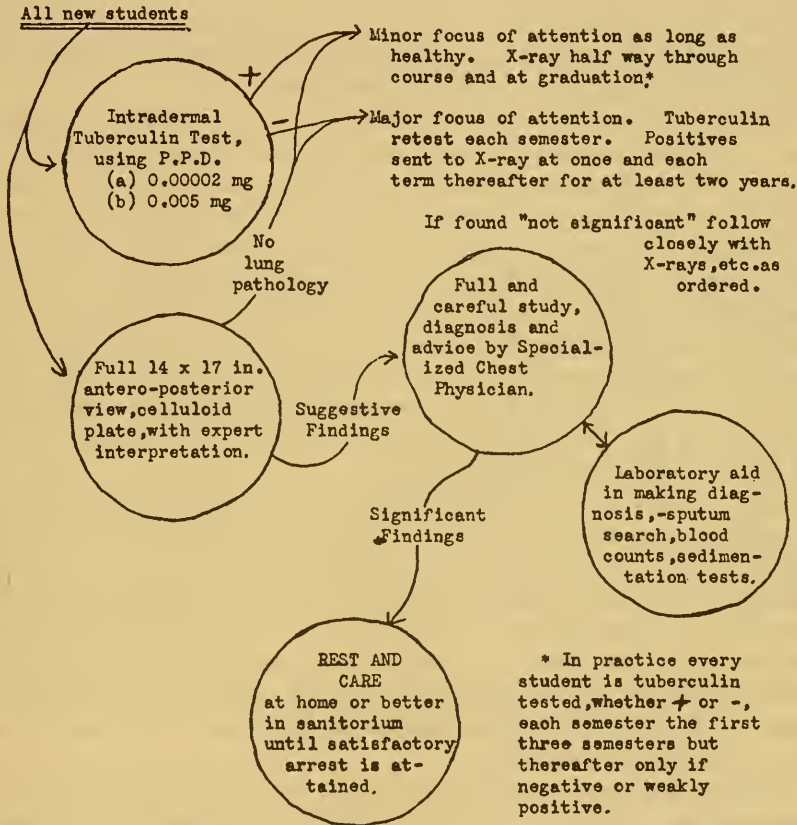 All new students
Minor focus of attention as long as
healthy. X-ray half way through
course and at graduation*
+
-
Intradermal
Tuberculin Test,
using P.P.D.
(a) 0.00002 mg
(b) 0.005 mg
Major focus of attention. Tuberculin
retest each semester. Positives
sent to X-ray at once and each
term thereafter for at least two years.
If found "not significant" follow
closely with
X-rays,etc.as
ordered.
No
lung
pathology
Full and
careful study,
diagnosis and
advice by Special-
ized Chest
Physician.
Full 14 x 17 in.
antero-posterior
view,celluloid
plate,with expert
interpretation.
Suggestive
Findings
Laboratory aid
in making diag-
nosis,-sputum
search,blood
counts,sedimen-
tation tests.
Significant
Findings
REST AND
CARE
at home or better
in sanitorium
until satisfactory
arrest is at-
tained.
* In practice every
student is tuberculin
tested,whether + or -,
each semester the first
three semesters but
thereafter only if
negative or weakly
positive.